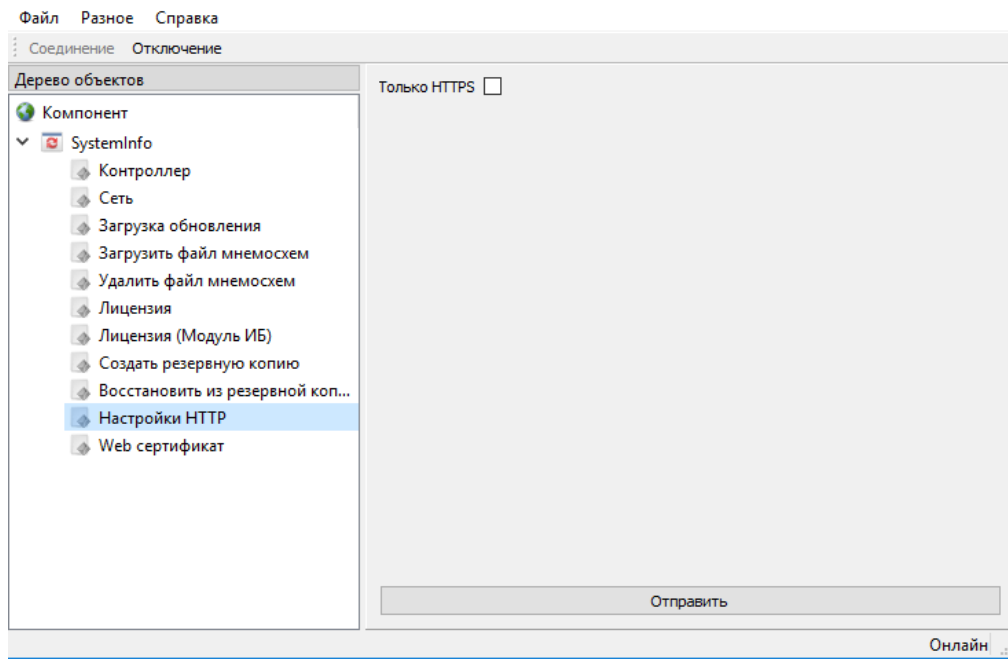 Файл Разное Справка
Соединение Отключение
Дерево объектов
Компонент
SystemInfo
Контроллер
Сеть
Загрузка обновления
Загрузить файл мнемосхем
Удалить файл мнемосхем
Лицензия
Лицензия (Модуль ИБ)
Создать резервную копию
Восстановить из резервной коп...
Настройки HTTP
Web сертификат
Только HTTPS
Отправить
Онлайн